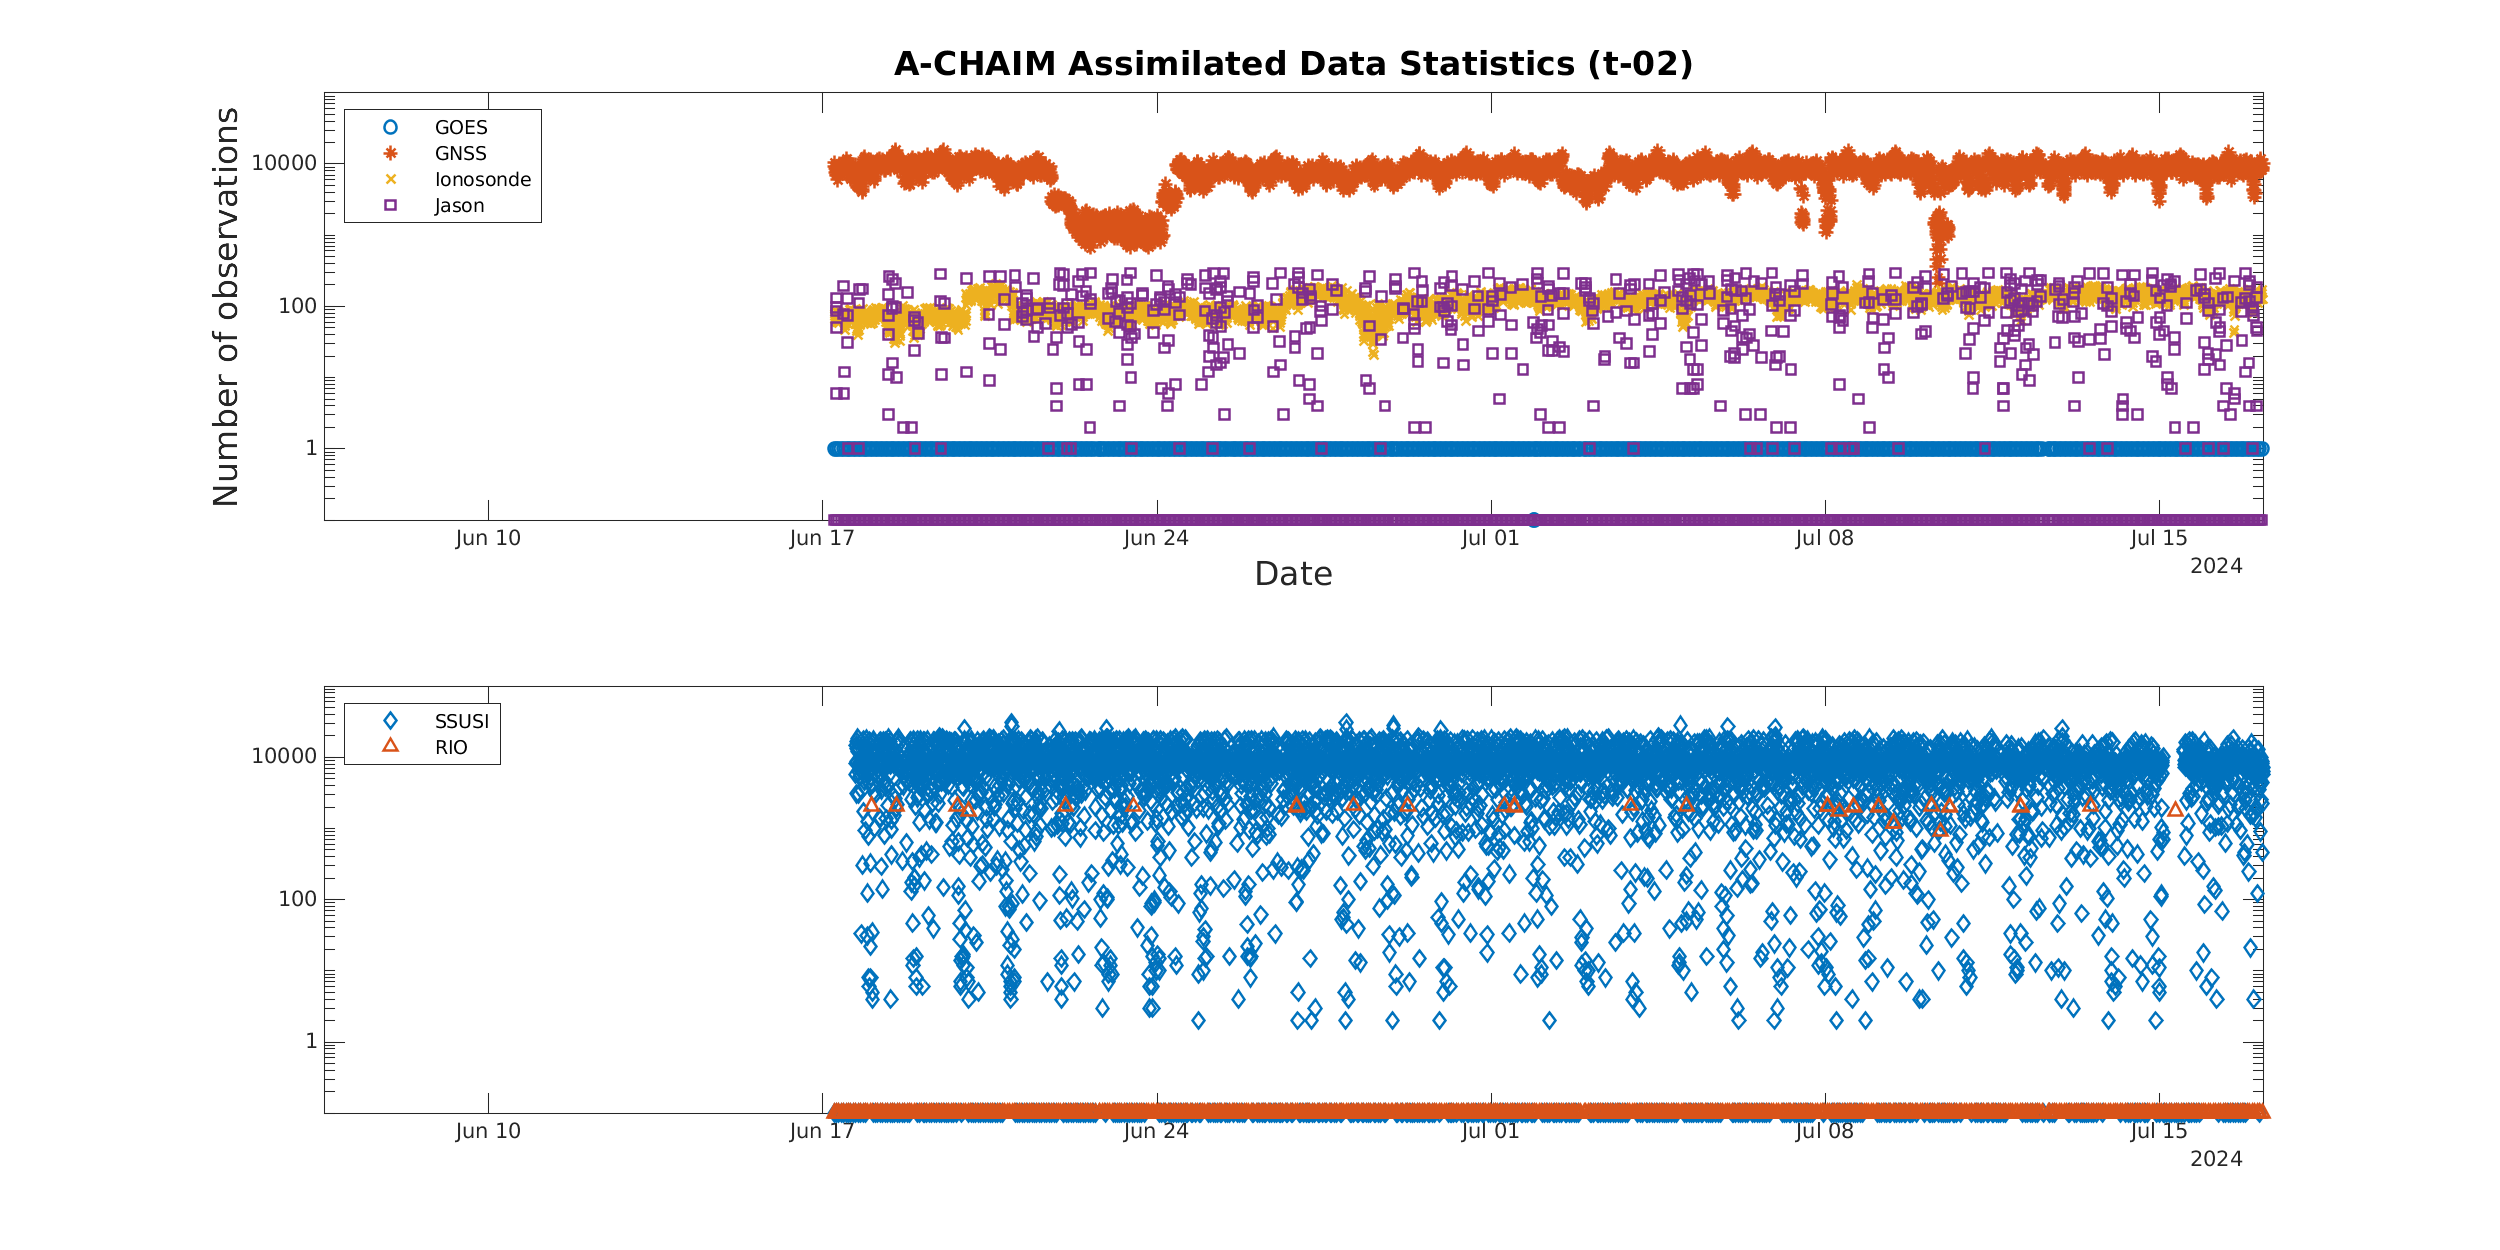 A-CHAIM Assimilated Data Statistics (t-02)
Number of observations
10000
100
1
GOES
GNSS
Ionosonde
Jason
Jun 10
Jun 17
Jun 24
Jul 01
Jul 08
Jul 15
2024
Date
10000
100
1
SSUSI
RIO
Jun 10
Jun 17
Jun 24
Jul 01
Jul 08
Jul 15
2024